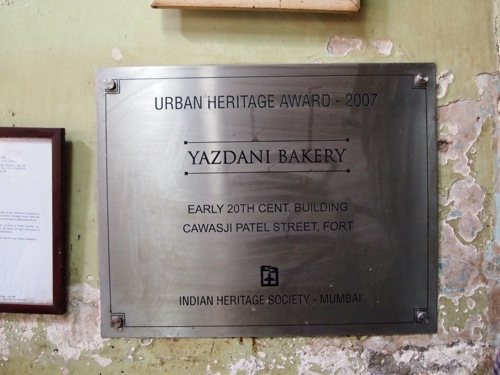 URBAN HERITAGE AWARD - 2007
YAZDANI BAKERY
EARLY 20TH CENT. BUILDING
CAWASJI PATEL STREET, FORT
INDIAN HERITAGE SOCIETY - MUMBAI